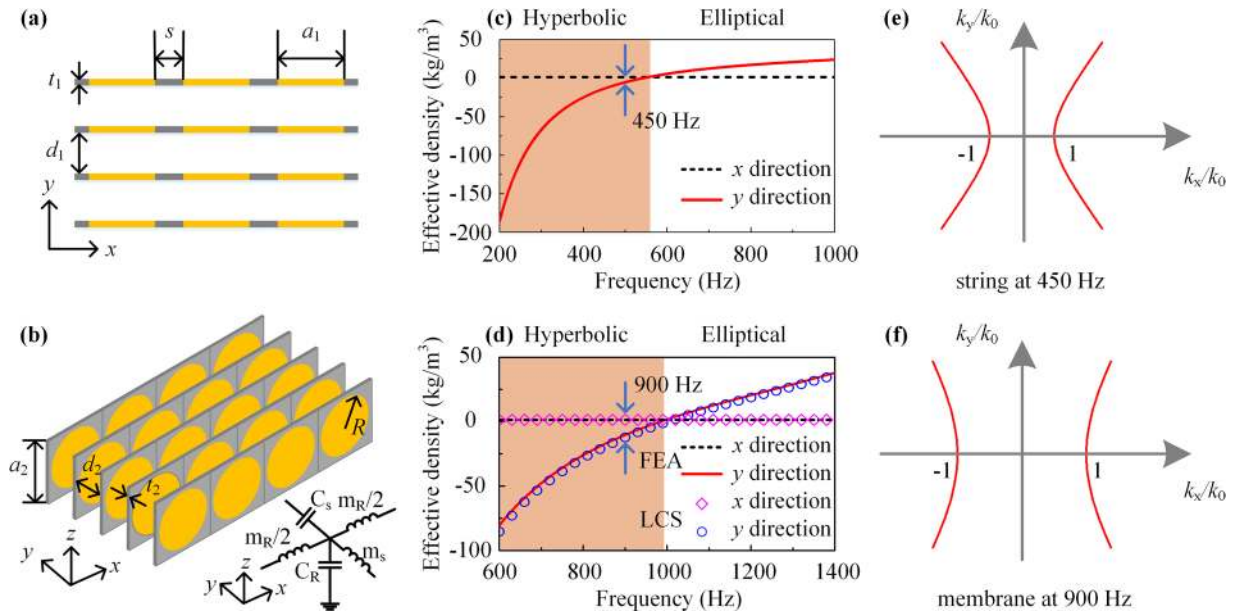 (a)
s
a1
t1
d1
y
x
(b)
a2
d2
t2
R
Cs mR/2
mR/2
ms
CR
z
y
x
z
y
x
(c) Hyperbolic Elliptical
Effective density (kg/m³)
50
0
-50
-100
-150
-200
450 Hz
x direction
y direction
200 400 600 800 1000
Frequency (Hz)
(d) Hyperbolic Elliptical
Effective density (kg/m³)
50
0
-50
-100
900 Hz
FEA
x direction
y direction
LCS
x direction
y direction
600 800 1000 1200 1400
Frequency (Hz)
(e)
ky/k0
-1
1
kx/k0
string at 450 Hz
(f)
ky/k0
-1
1
kx/k0
membrane at 900 Hz